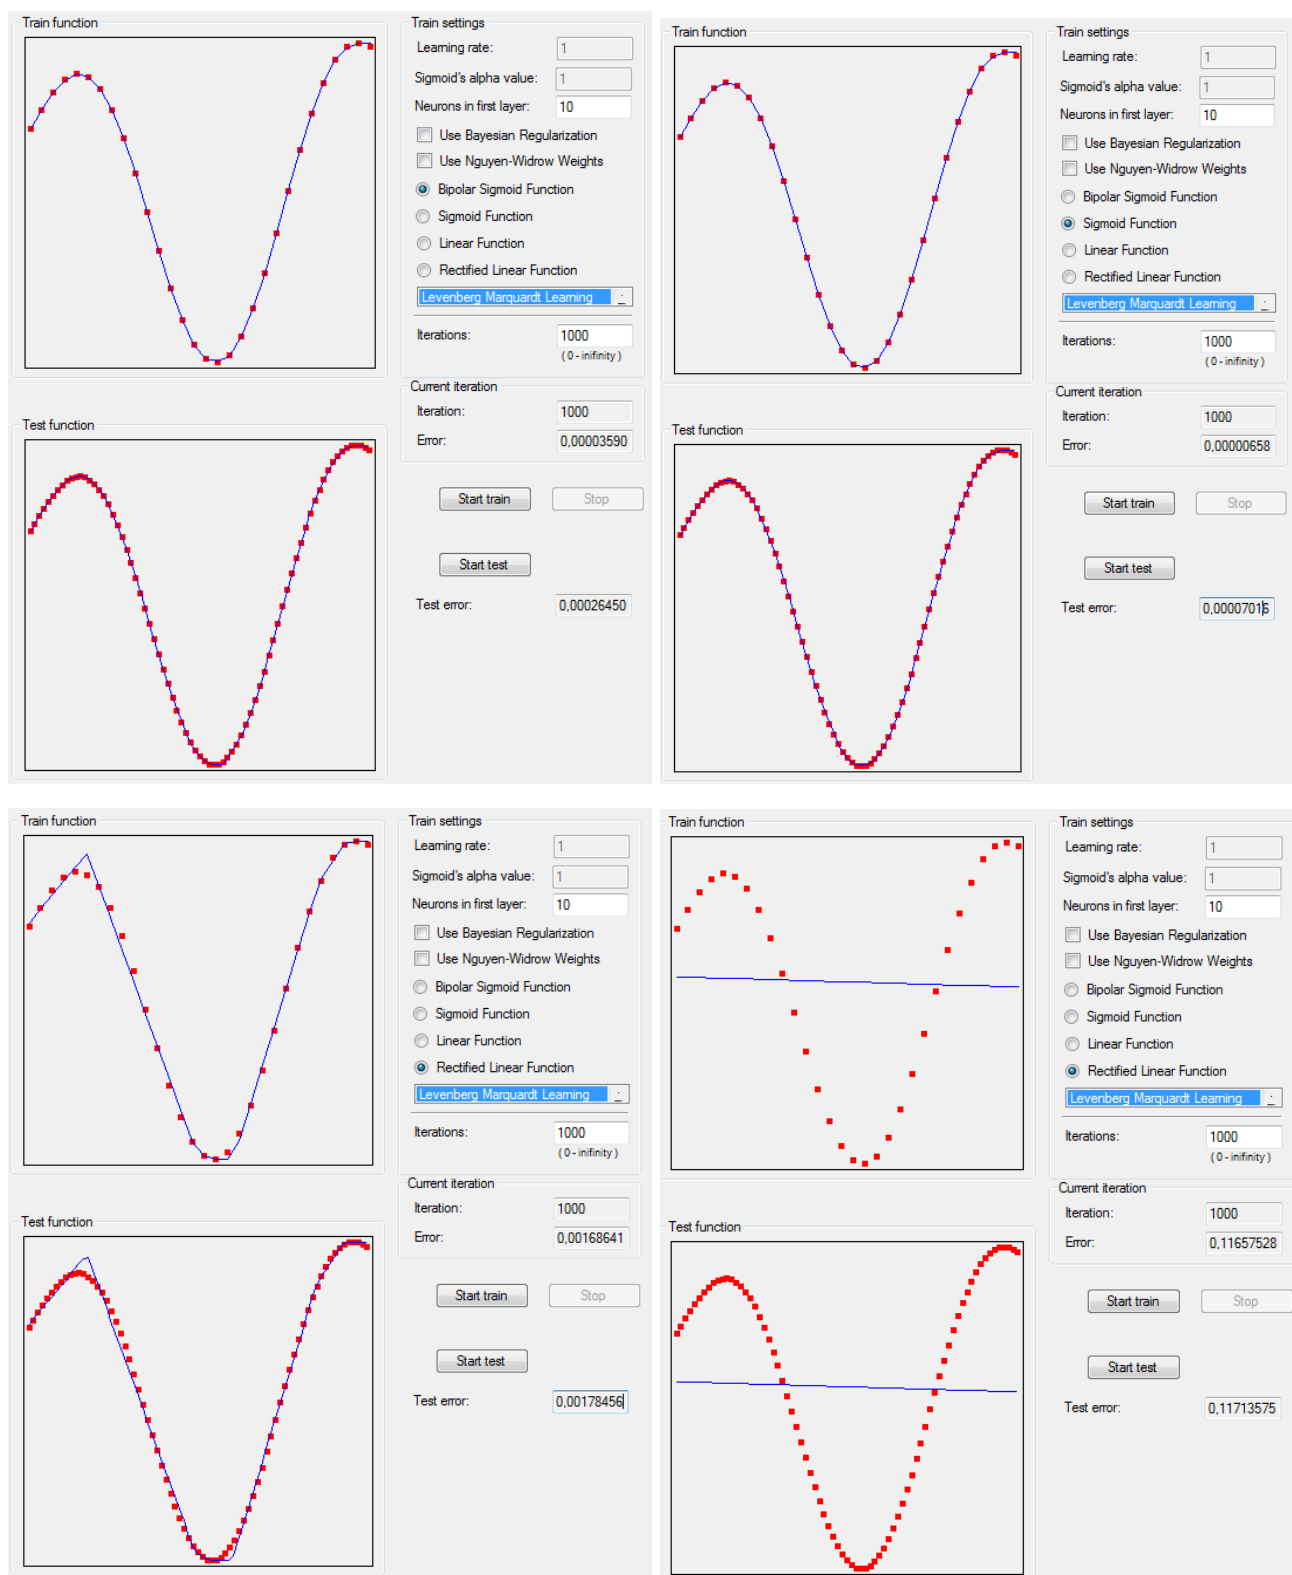 Train function
Train settings
Learning rate: 1
Sigmoid's alpha value: 1
Neurons in first layer: 10
Use Bayesian Regularization
Use Nguyen-Widrow Weights
Bipolar Sigmoid Function
Sigmoid Function
Linear Function
Rectified Linear Function
Levenberg Marquardt Learning
Iterations: 1000
( 0 - inifinity )
Current iteration
Iteration: 1000
Error: 0,00003590
Test function
Start train Stop
Start test
Test error: 0,00026450
Train function
Train settings
Learning rate: 1
Sigmoid's alpha value: 1
Neurons in first layer: 10
Use Bayesian Regularization
Use Nguyen-Widrow Weights
Bipolar Sigmoid Function
Sigmoid Function
Linear Function
Rectified Linear Function
Levenberg Marquardt Learning
Iterations: 1000
( 0 - inifinity )
Current iteration
Iteration: 1000
Error: 0,00000658
Test function
Start train Stop
Start test
Test error: 0,00007016
Train function
Train settings
Learning rate: 1
Sigmoid's alpha value: 1
Neurons in first layer: 10
Use Bayesian Regularization
Use Nguyen-Widrow Weights
Bipolar Sigmoid Function
Sigmoid Function
Linear Function
Rectified Linear Function
Levenberg Marquardt Learning
Iterations: 1000
( 0 - inifinity )
Current iteration
Iteration: 1000
Error: 0,00168641
Test function
Start train Stop
Start test
Test error: 0,00178456
Train function
Train settings
Learning rate: 1
Sigmoid's alpha value: 1
Neurons in first layer: 10
Use Bayesian Regularization
Use Nguyen-Widrow Weights
Bipolar Sigmoid Function
Sigmoid Function
Linear Function
Rectified Linear Function
Levenberg Marquardt Learning
Iterations: 1000
( 0 - inifinity )
Current iteration
Iteration: 1000
Error: 0,11657528
Test function
Start train Stop
Start test
Test error: 0,11713575